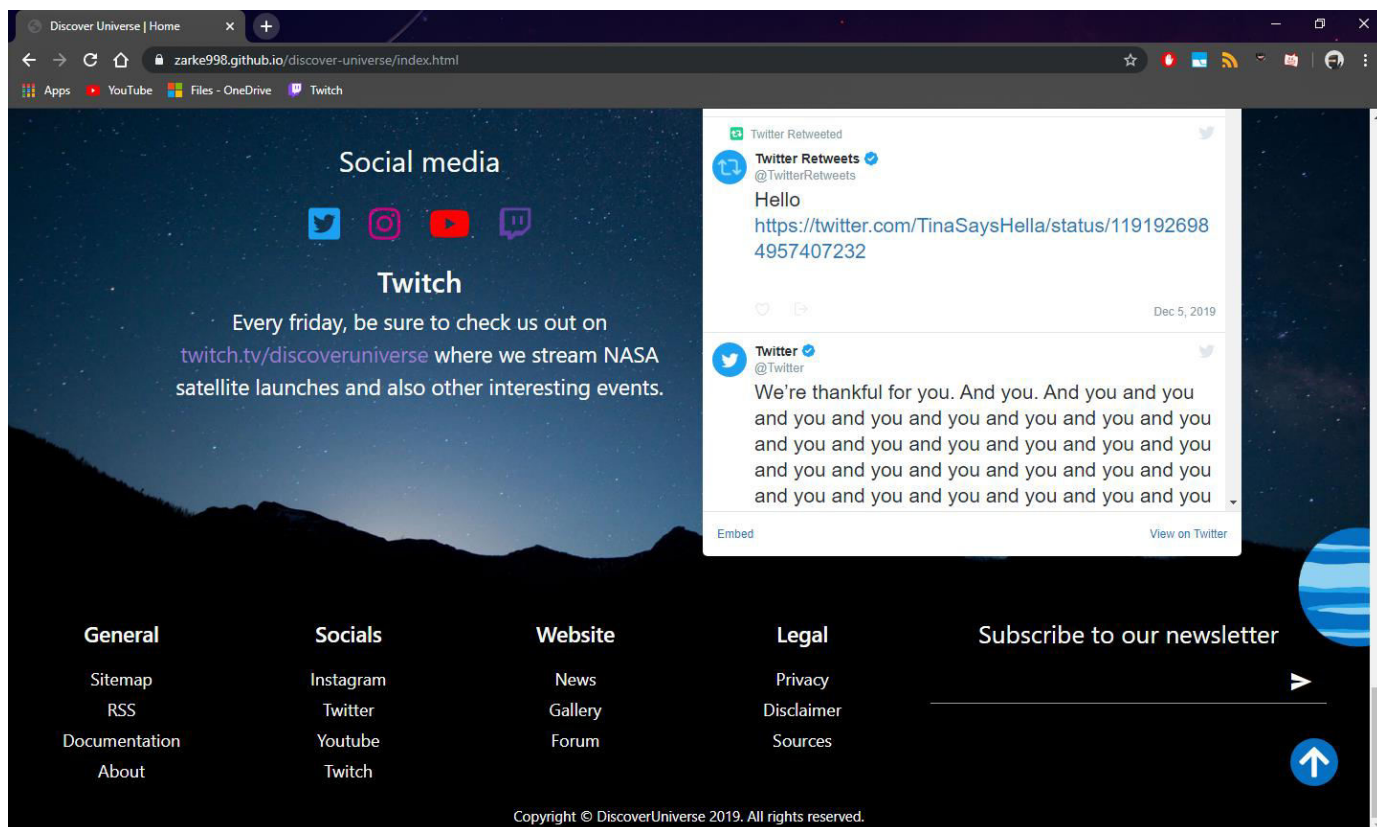 Discover Universe | Home
zarke998.github.io/discover-universe/index.html
Apps YouTube Files - OneDrive Twitch
Social media
Twitch
Every friday, be sure to check us out on
twitch.tv/discoveruniverse where we stream NASA
satellite launches and also other interesting events.
Twitter Retweeted
Twitter Retweets
@TwitterRetweets
Hello
https://twitter.com/TinaSaysHella/status/119192698
4957407232
Dec 5, 2019
Twitter
@Twitter
We’re thankful for you. And you. And you and you
and you and you and you and you and you and you
and you and you and you and you and you and you
and you and you and you and you and you and you
and you and you and you and you and you and you
Embed View on Twitter
General
Sitemap
RSS
Documentation
About
Socials
Instagram
Twitter
Youtube
Twitch
Website
News
Gallery
Forum
Legal
Privacy
Disclaimer
Sources
Subscribe to our newsletter
Copyright © DiscoverUniverse 2019. All rights reserved.